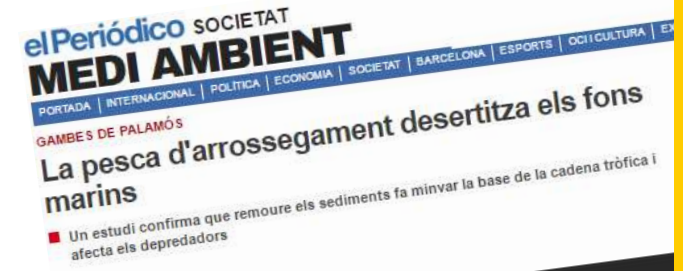 el Periódico SOCIETAT
MEDI AMBIENT
PORTADA | INTERNACIONAL | POLÍTICA | ECONOMIA | SOCIETAT | BARCELONA | ESPORTS | OCI I CULTURA |
GAMBES DE PALAMÓS
La pesca d'arrossegament desertitza els fons
marins
Un estudi confirma que remoure els sediments fa minvar la base de la cadena tròfica i
afecta els depredadors